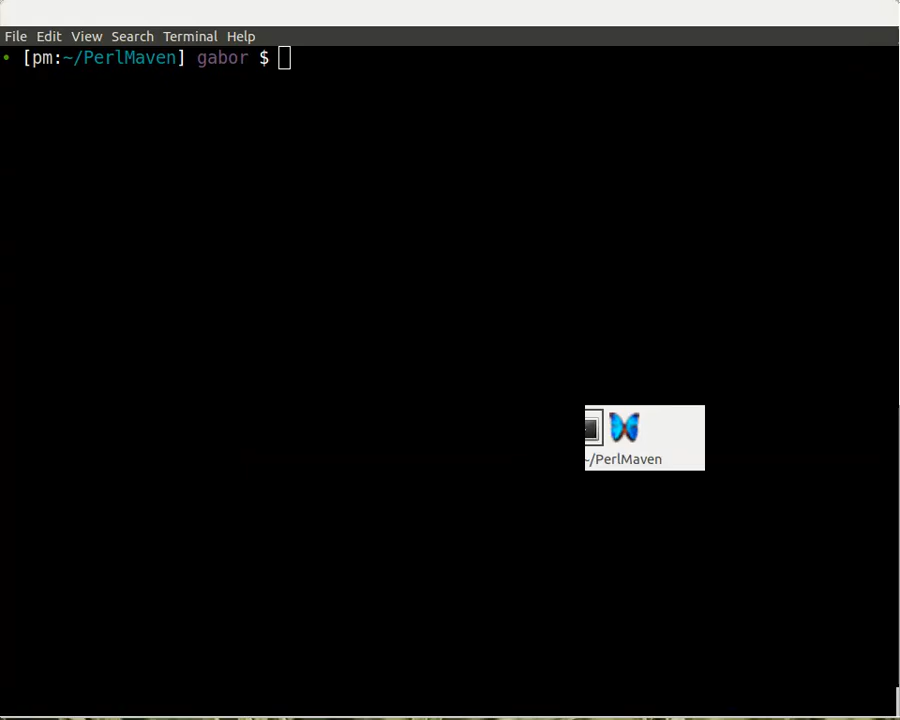 File Edit View Search Terminal Help
• [pm:~/PerlMaven] gabor $
~/PerlMaven